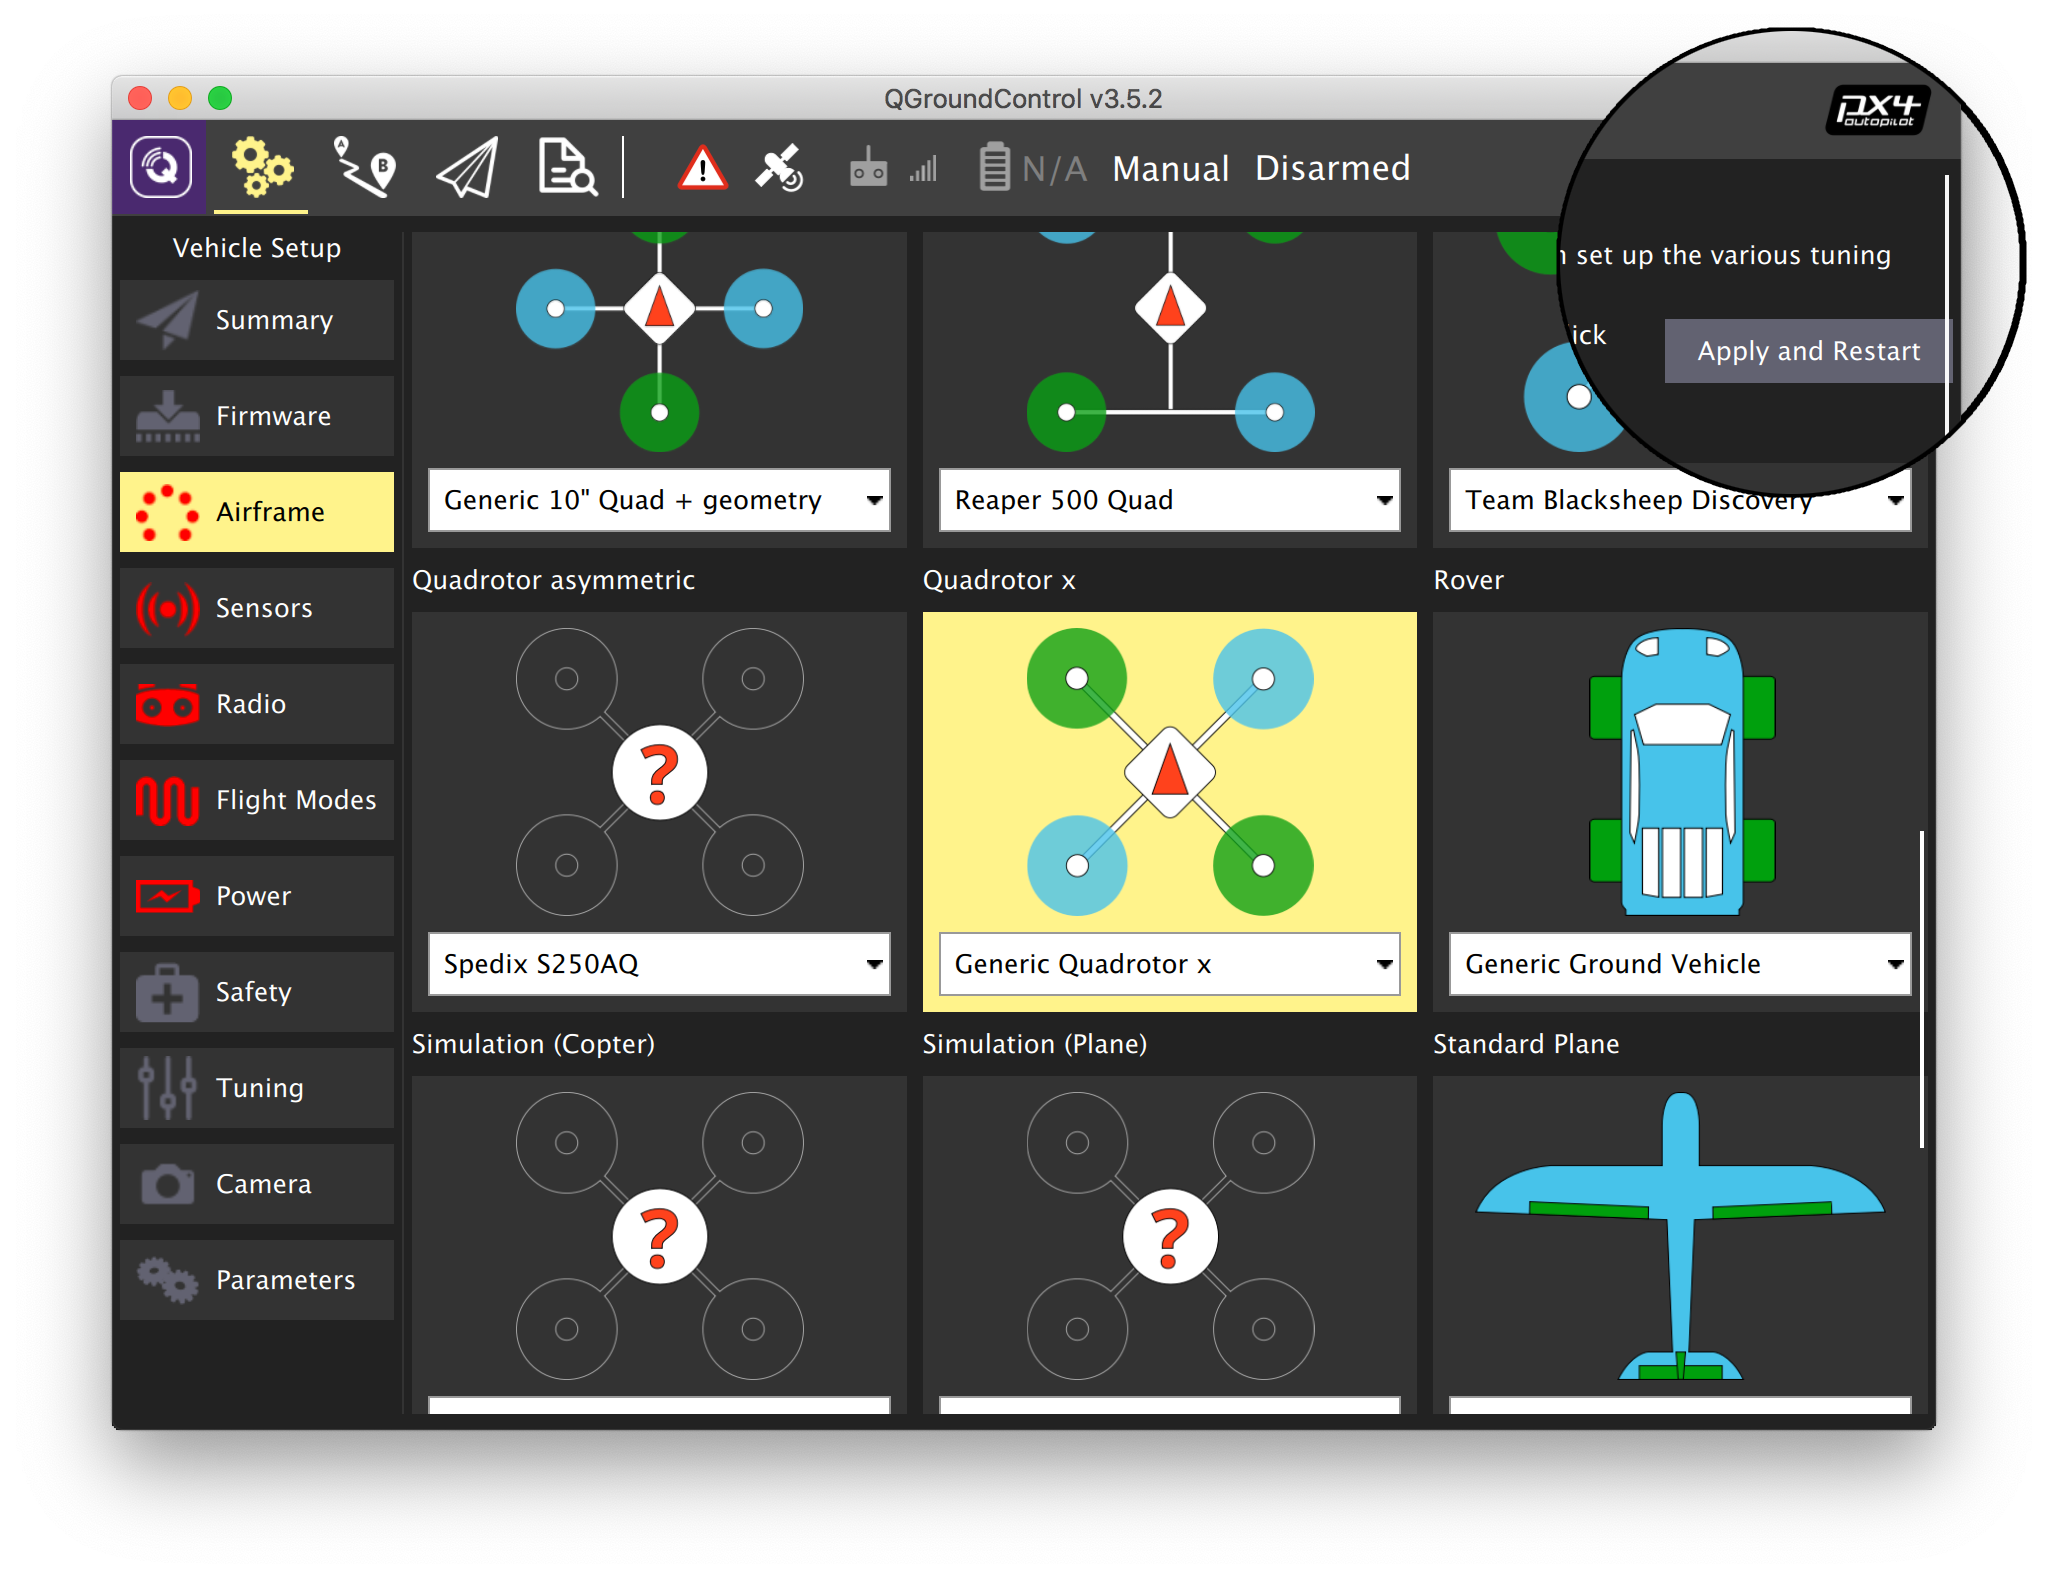 QGroundControl v3.5.2
px4
autopilot
A
B
N/A
Manual
Disarmed
Vehicle Setup
Summary
Firmware
Airframe
Sensors
Radio
Flight Modes
Power
Safety
Tuning
Camera
Parameters
set up the various tuning
ick
Apply and Restart
Generic 10" Quad + geometry
Reaper 500 Quad
Team Blacksheep Discovery
Quadrotor asymmetric
Quadrotor x
Rover
?
Spedix S250AQ
Generic Quadrotor x
Generic Ground Vehicle
Simulation (Copter)
Simulation (Plane)
Standard Plane
?
?